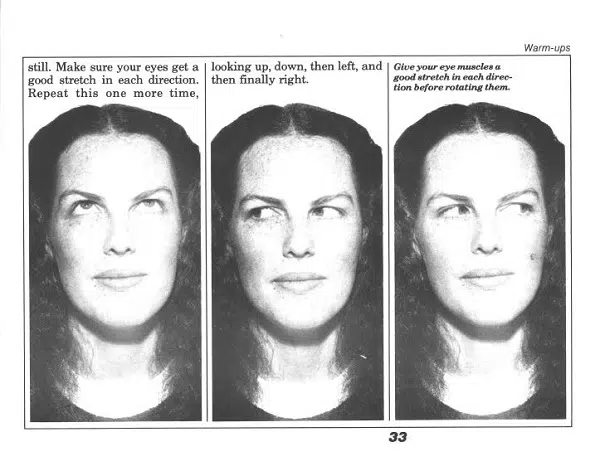 Warm-ups
still. Make sure your eyes get a
good stretch in each direction.
Repeat this one more time,
looking up, down, then left, and
then finally right.
Give your eye muscles a
good stretch in each direc-
tion before rotating them.
33